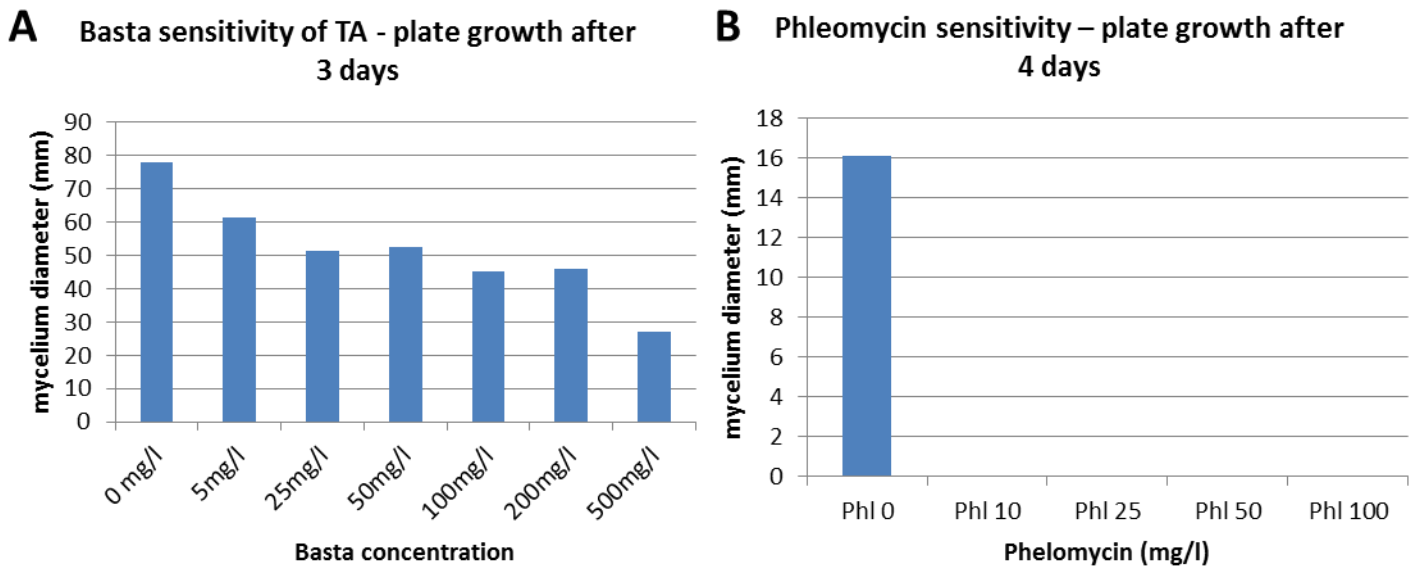 A
Basta sensitivity of TA - plate growth after
3 days
mycelium diameter (mm)
90
80
70
60
50
40
30
20
10
0
0 mg/l
5mg/l
25mg/l
50mg/l
100mg/l
200mg/l
500mg/l
Basta concentration
B
Phleomycin sensitivity – plate growth after
4 days
mycelium diameter (mm)
18
16
14
12
10
8
6
4
2
0
Phl 0
Phl 10
Phl 25
Phl 50
Phl 100
Phelomycin (mg/l)